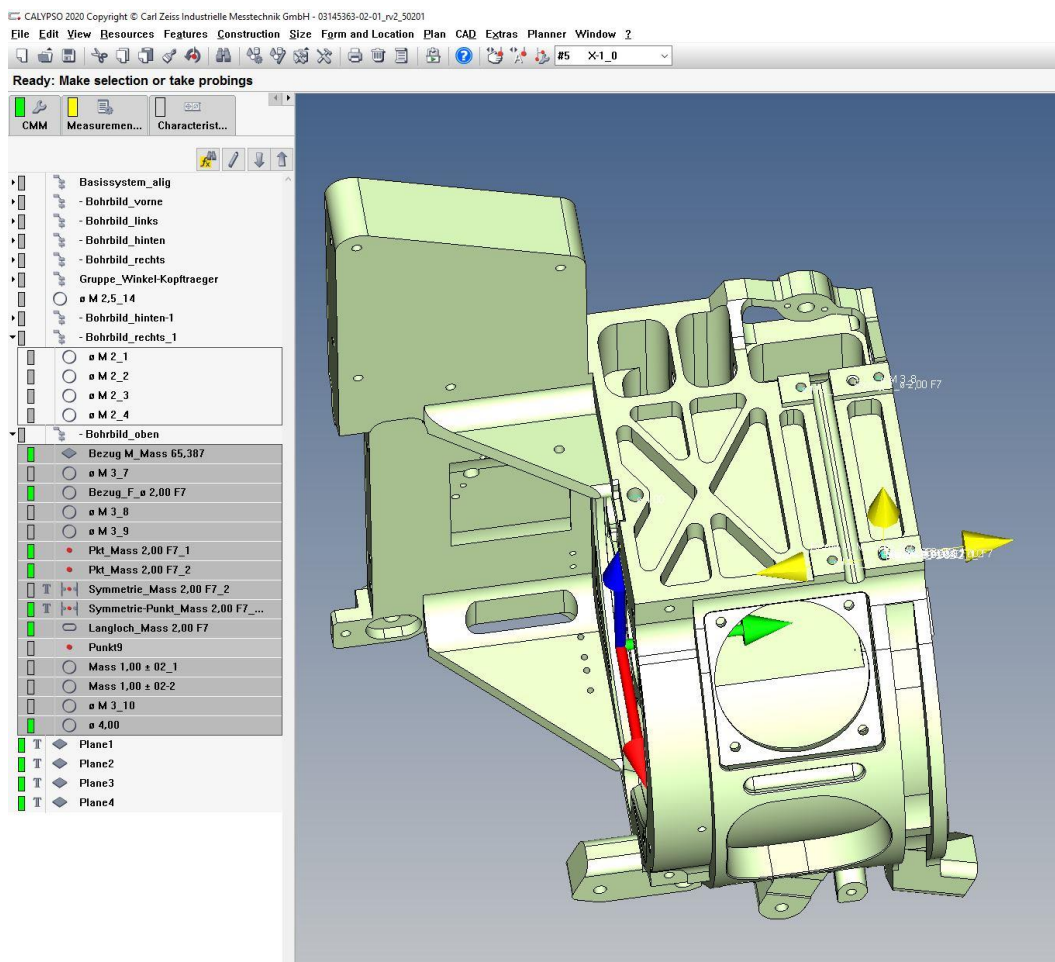 CALYPSO 2020 Copyright © Carl Zeiss Industrielle Messtechnik GmbH - 03145363-02-01_rv2_50201
File Edit View Resources Features Construction Size Form and Location Plan CAD Extras Planner Window ?
#5 X-1_0
Ready: Make selection or take probings
CMM Measuremen... Characterist...
Basissystem_alig
- Bohrbild_vorne
- Bohrbild_links
- Bohrbild_hinten
- Bohrbild_rechts
Gruppe_Winkel-Kopftraeger
ø M 2,5_14
- Bohrbild_hinten-1
- Bohrbild_rechts_1
ø M 2_1
ø M 2_2
ø M 2_3
ø M 2_4
- Bohrbild_oben
Bezug M_Mass 65,387
ø M 3_7
Bezug_F_ø 2,00 F7
ø M 3_8
ø M 3_9
Pkt_Mass 2,00 F7_1
Pkt_Mass 2,00 F7_2
T Symmetrie_Mass 2,00 F7_2
T Symmetrie-Punkt_Mass 2,00 F7_...
Langloch_Mass 2,00 F7
Punkt9
Mass 1,00 ± 02_1
Mass 1,00 ± 02-2
ø M 3_10
ø 4,00
T Plane1
T Plane2
T Plane3
T Plane4
M 3_8
ø 2,00 F7